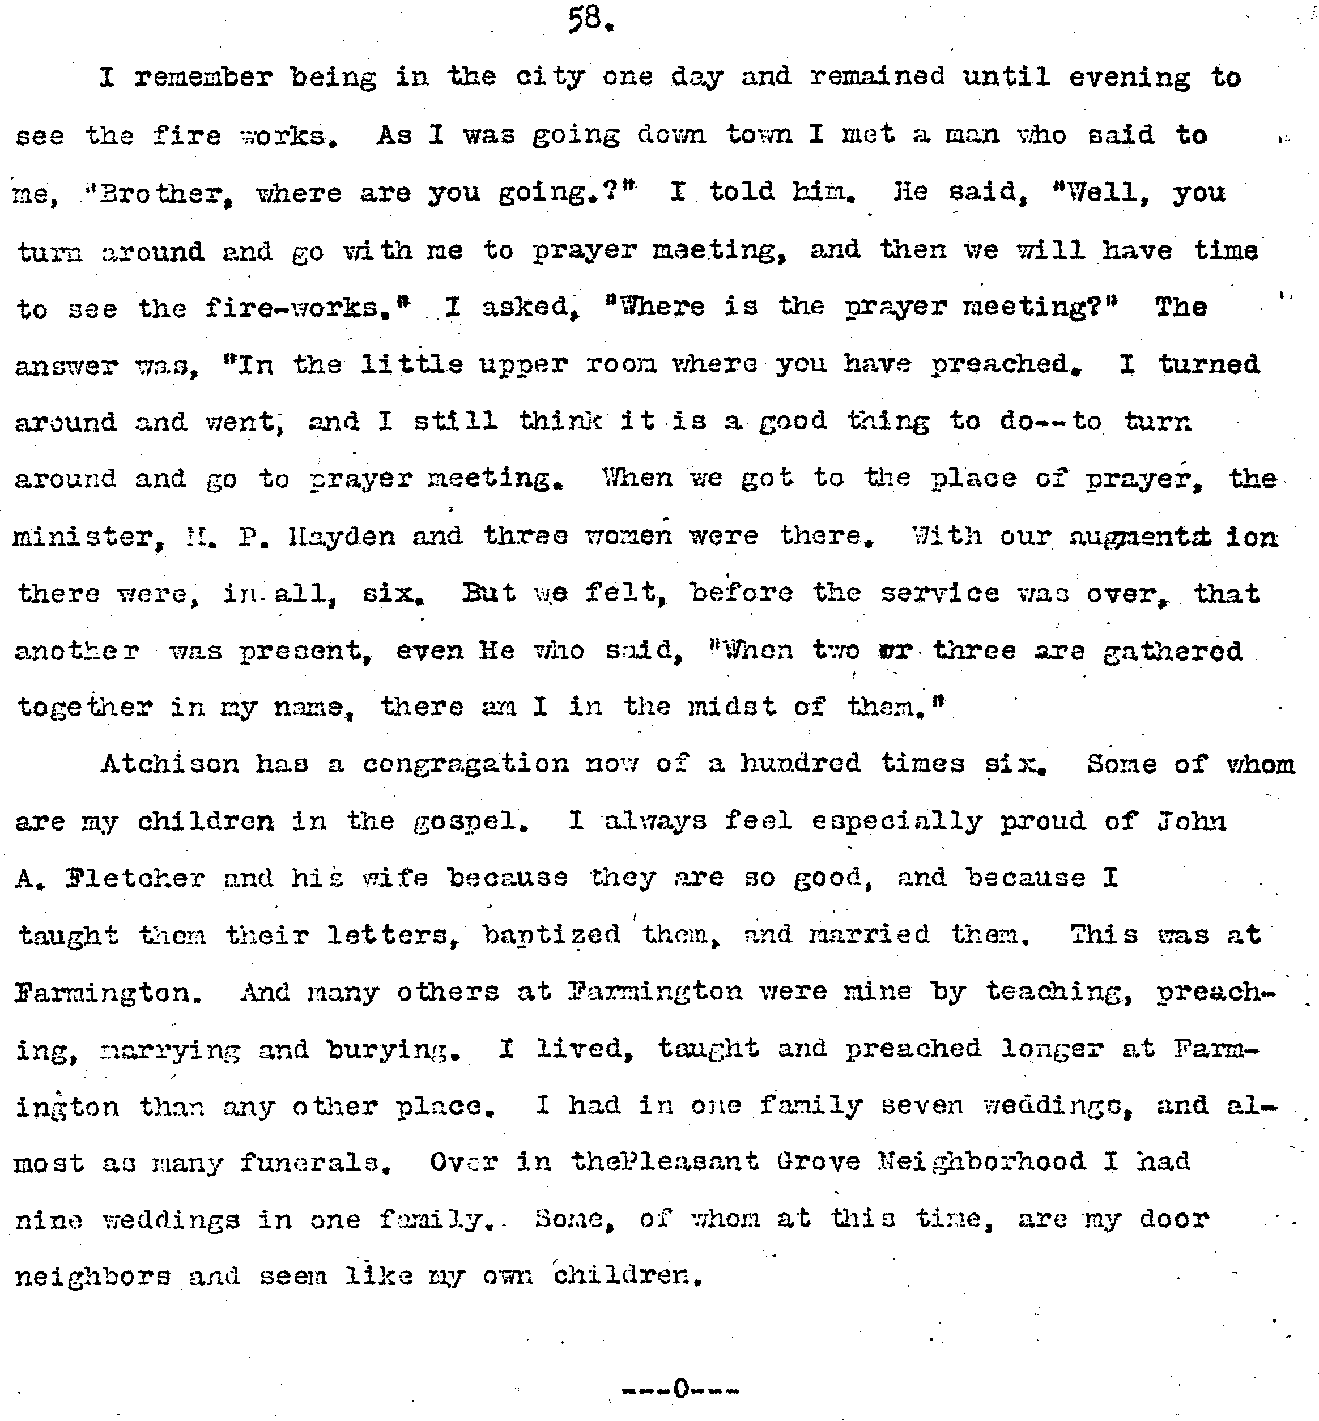 58.
I remember being in the city one day and remained until evening to
see the fire works. As I was going down town I met a man who said to
me, "Brother, where are you going.?" I told him. He said, "Well, you
turn around and go with me to prayer meeting, and then we will have time
to see the fire-works." I asked, "Where is the prayer meeting?" The
answer was, "In the little upper room where you have preached. I turned
around and went, and I still think it is a good thing to do--to turn
around and go to prayer meeting. When we got to the place of prayer, the
minister, M. P. Hayden and three women were there. With our augmentat ion
there were, in all, six. But we felt, before the service was over, that
another was present, even He who said, "When two or three are gathered
together in my name, there am I in the midst of them."
Atchison has a congragation now of a hundred times six. Some of whom
are my children in the gospel. I always feel especially proud of John
A. Fletcher and his wife because they are so good, and because I
taught them their letters, baptized them, and married them. This was at
Farmington. And many others at Farmington were mine by teaching, preach-
ing, marrying and burying. I lived, taught and preached longer at Farm-
ington than any other place. I had in one family seven weddings, and al-
most as many funerals. Over in thePleasant Grove Neighborhood I had
nine weddings in one family. Some, of whom at this time, are my door
neighbors and seem like my own children.
---0---